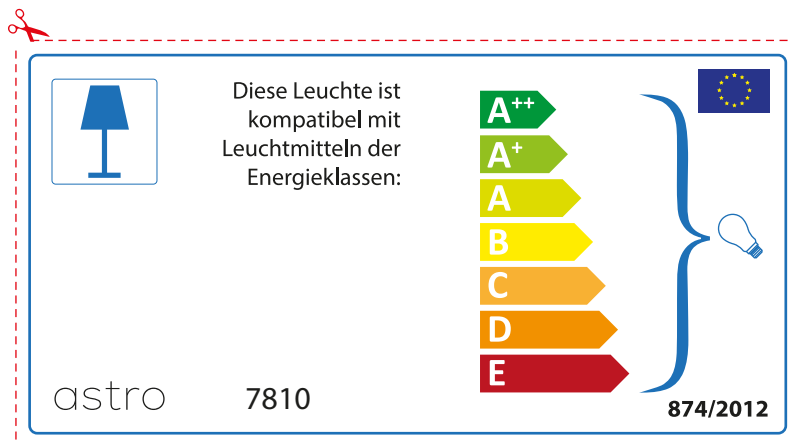 Diese Leuchte ist
kompatibel mit
Leuchtmitteln der
Energieklassen:
A++
A+
A
B
C
D
E
astro
7810
874/2012